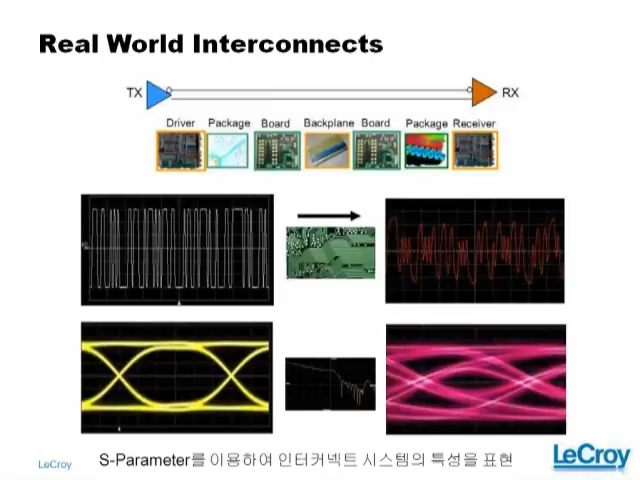 Real World Interconnects
TX RX
Driver Package Board Backplane Board Package Receiver
S-Parameter를 이용하여 인터커넥트 시스템의 특성을 표현
LeCroy
LeCroy